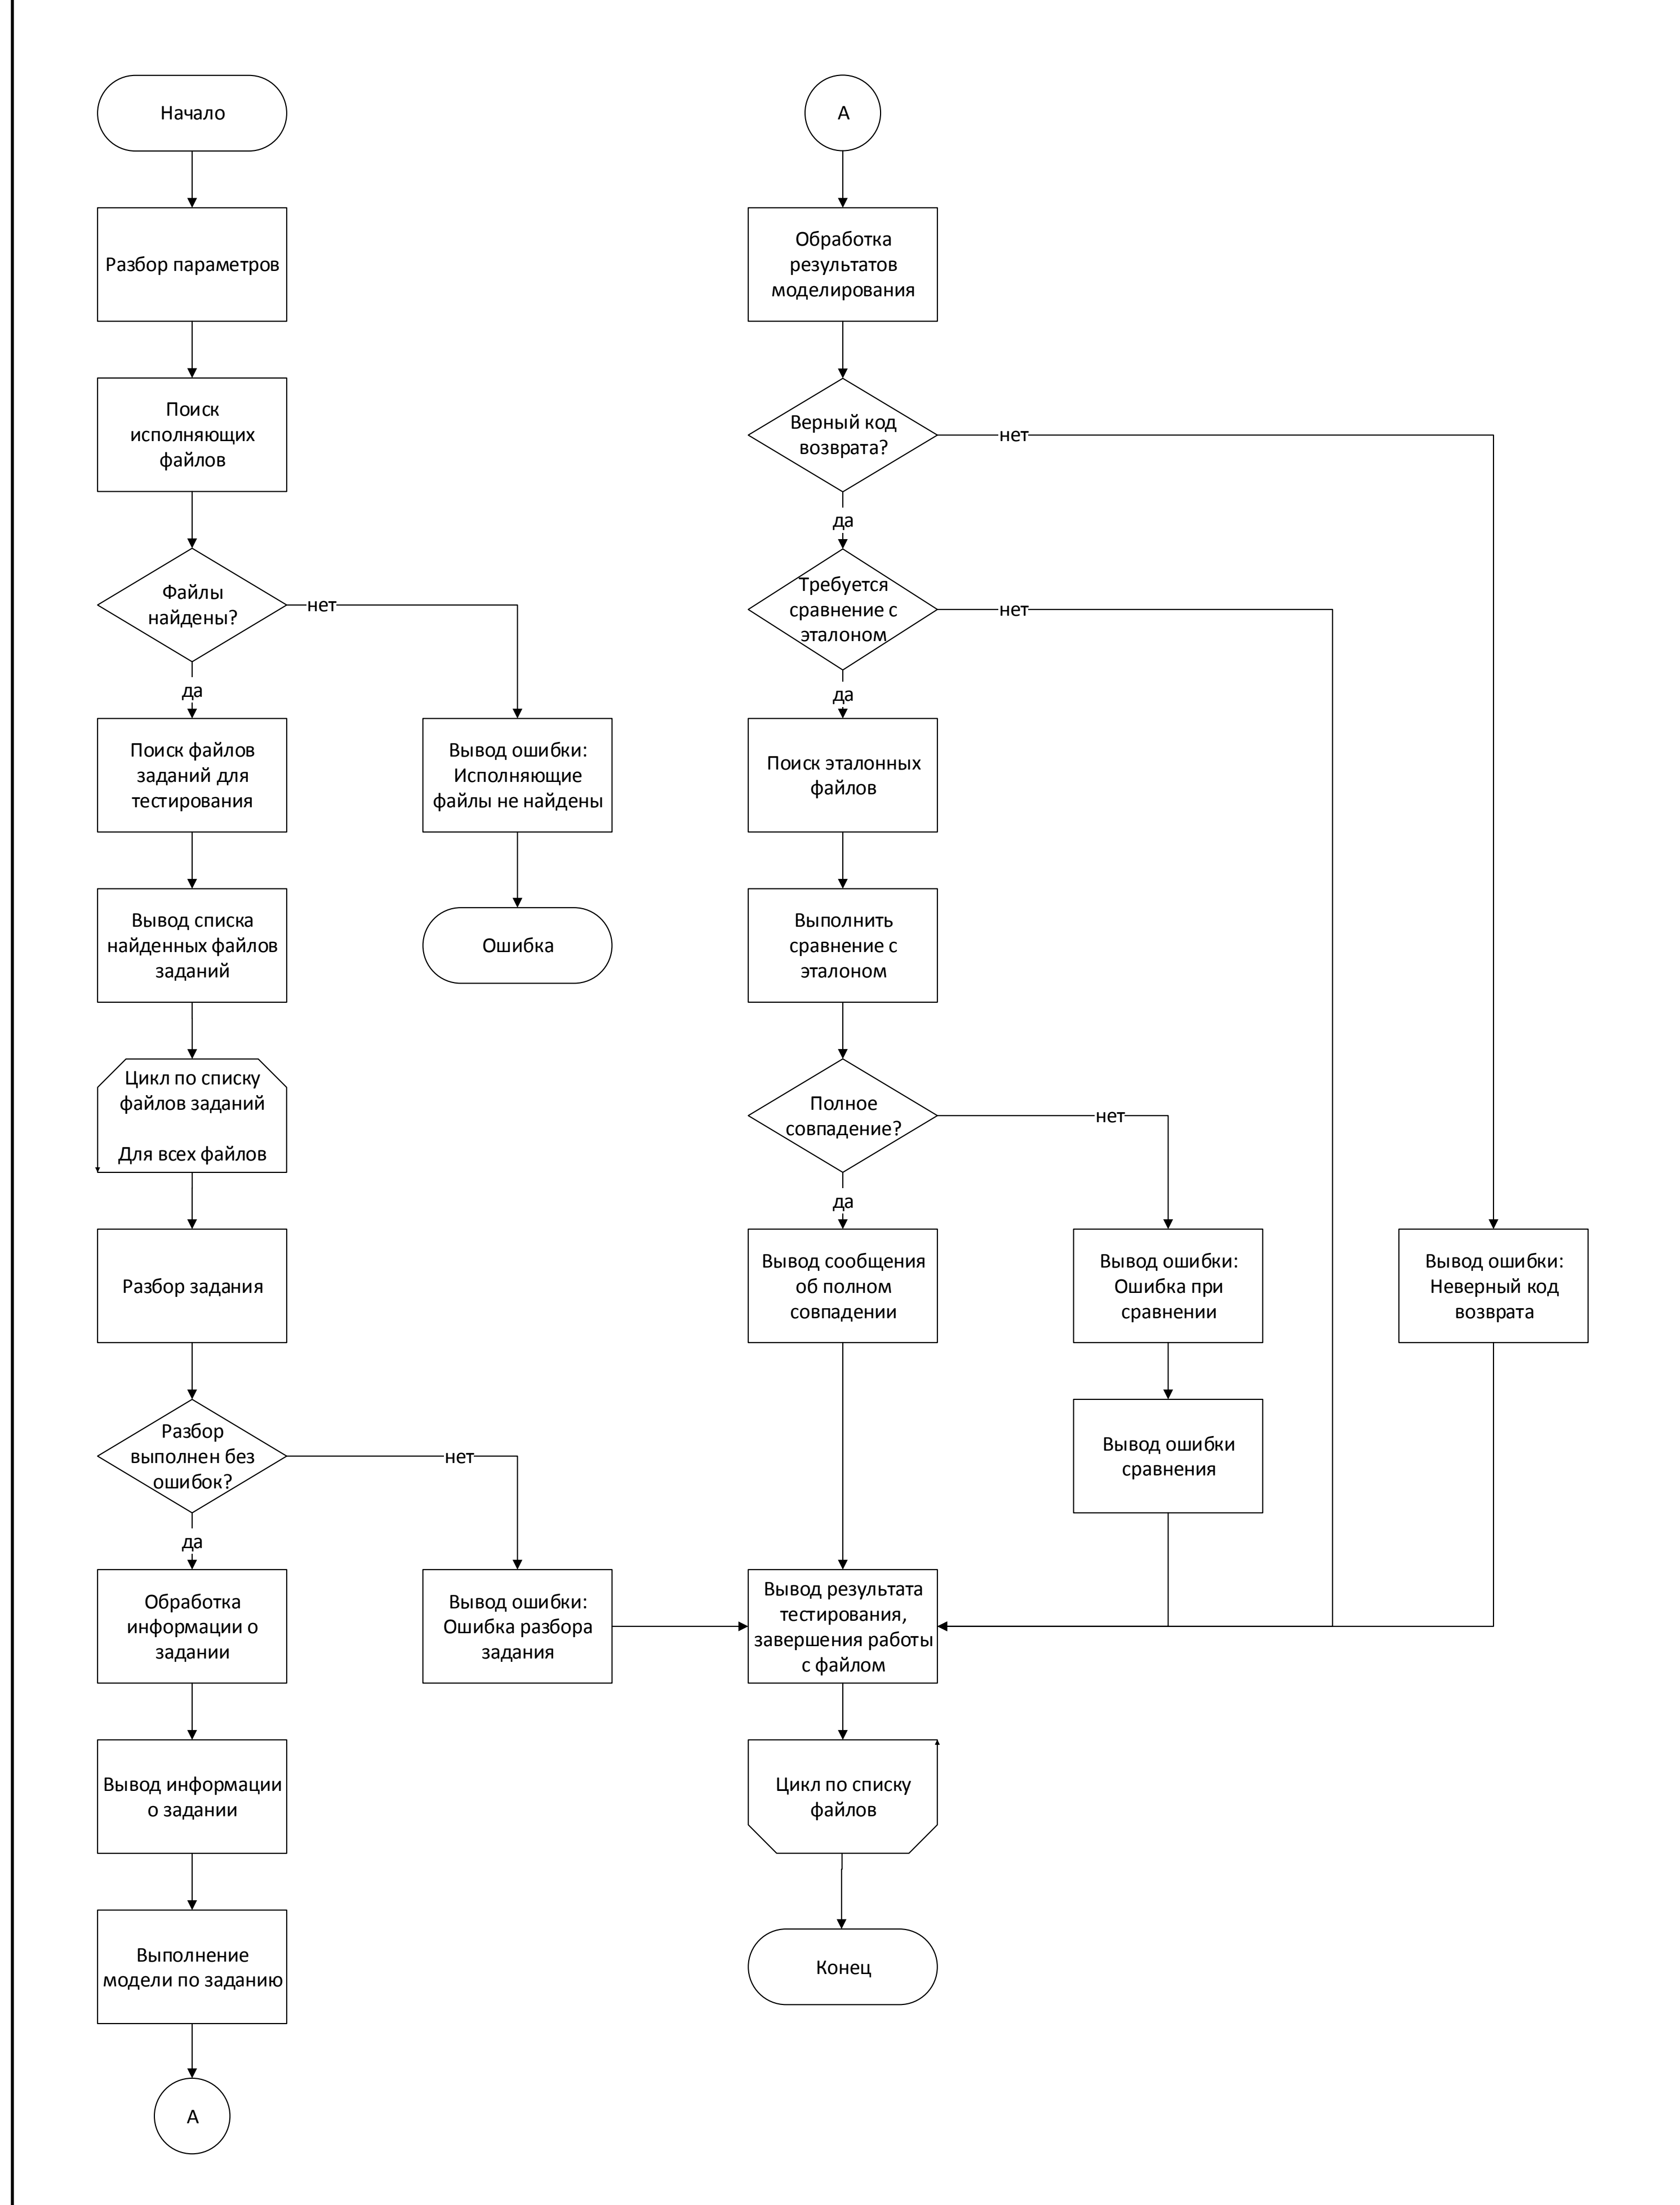 Начало
Разбор параметров
Поиск
исполняющих
файлов
Файлы
найдены?
нет
да
Поиск файлов
заданий для
тестирования
Вывод ошибки:
Исполняющие
файлы не найдены
Вывод списка
найденных файлов
заданий
Ошибка
Цикл по списку
файлов заданий
Для всех файлов
Разбор задания
Разбор
выполнен без
ошибок?
нет
да
Обработка
информации о
задании
Вывод ошибки:
Ошибка разбора
задания
Вывод информации
о задании
Выполнение
модели по заданию
А
А
Обработка
результатов
моделирования
Верный код
возврата?
нет
да
Требуется
сравнение с
эталоном
нет
да
Поиск эталонных
файлов
Выполнить
сравнение с
эталоном
Полное
совпадение?
нет
да
Вывод сообщения
об полном
совпадении
Вывод ошибки:
Ошибка при
сравнении
Вывод ошибки:
Неверный код
возврата
Вывод ошибки
сравнения
Вывод результата
тестирования,
завершения работы
с файлом
Цикл по списку
файлов
Конец